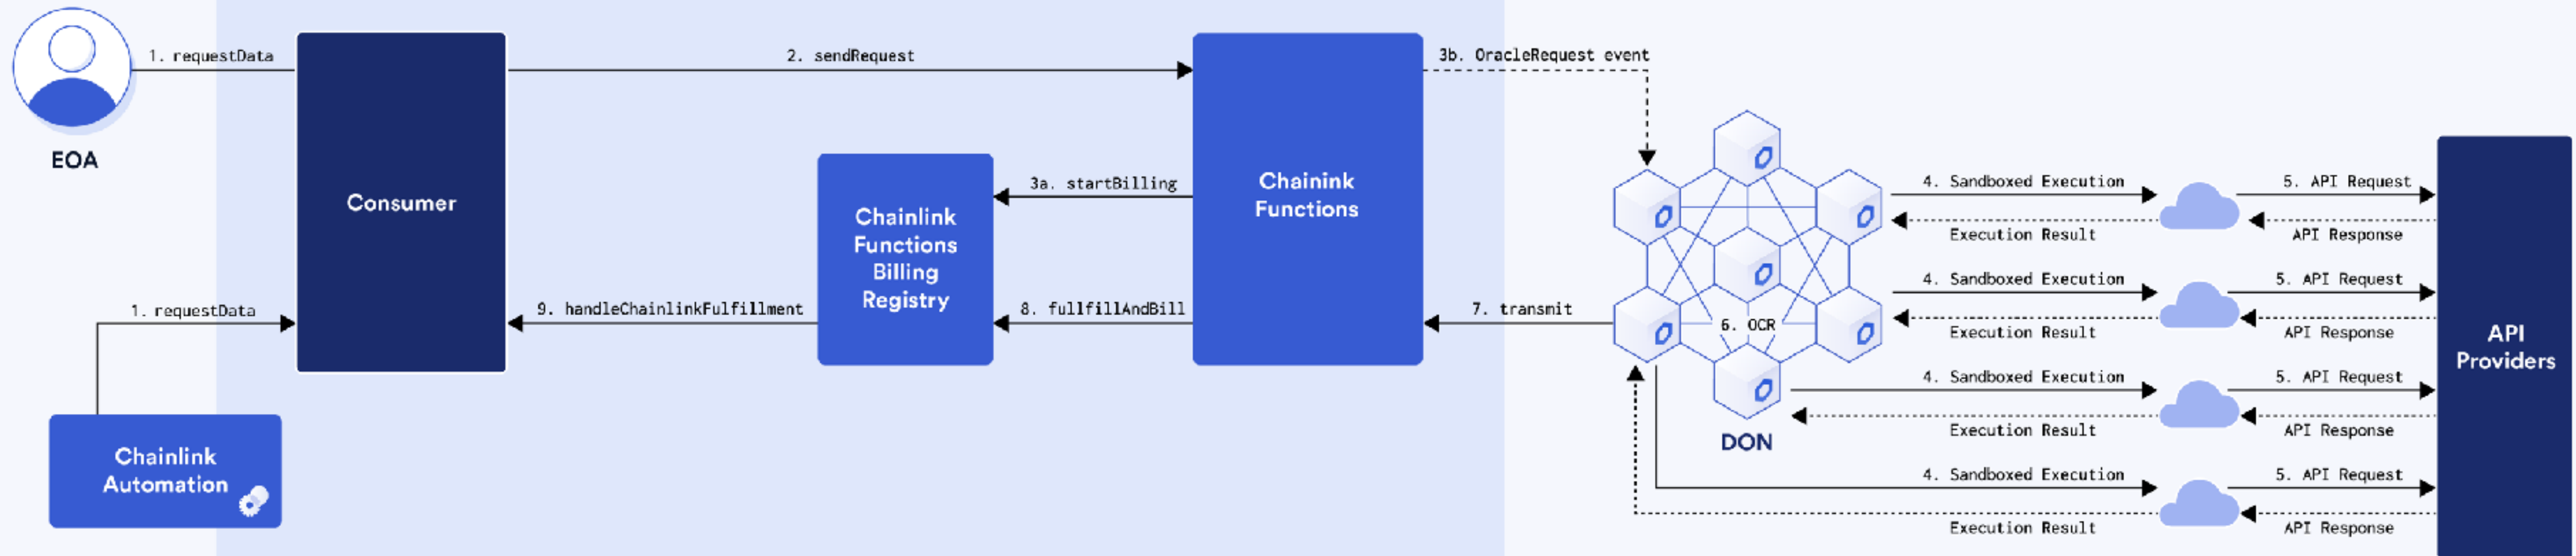 1. requestData
EOA
Consumer
2. sendRequest
1. requestData
Chainlink
Automation
Chainlink
Functions
Billing
Registry
3a. startBilling
9. handleChainlinkFulfillment
8. fullfillAndBill
Chainink
Functions
3b. OracleRequest event
7. transmit
6. OCR
DON
4. Sandboxed Execution
Execution Result
5. API Request
API Response
4. Sandboxed Execution
Execution Result
5. API Request
API Response
4. Sandboxed Execution
Execution Result
5. API Request
API Response
4. Sandboxed Execution
Execution Result
5. API Request
API Response
API
Providers